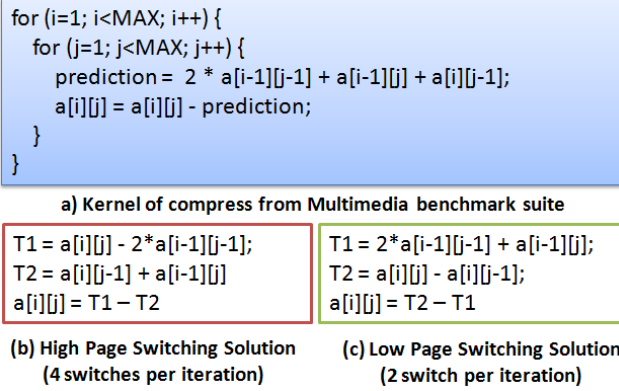 for (i=1; i<MAX; i++) {
for (j=1; j<MAX; j++) {
prediction = 2 * a[i-1][j-1] + a[i-1][j] + a[i][j-1];
a[i][j] = a[i][j] - prediction;
}
}
a) Kernel of compress from Multimedia benchmark suite
T1 = a[i][j] - 2*a[i-1][j-1];
T2 = a[i][j-1] + a[i-1][j]
a[i][j] = T1 – T2
(b) High Page Switching Solution
(4 switches per iteration)
T1 = 2*a[i-1][j-1] + a[i-1][j];
T2 = a[i][j] - a[i][j-1];
a[i][j] = T2 – T1
(c) Low Page Switching Solution
(2 switch per iteration)